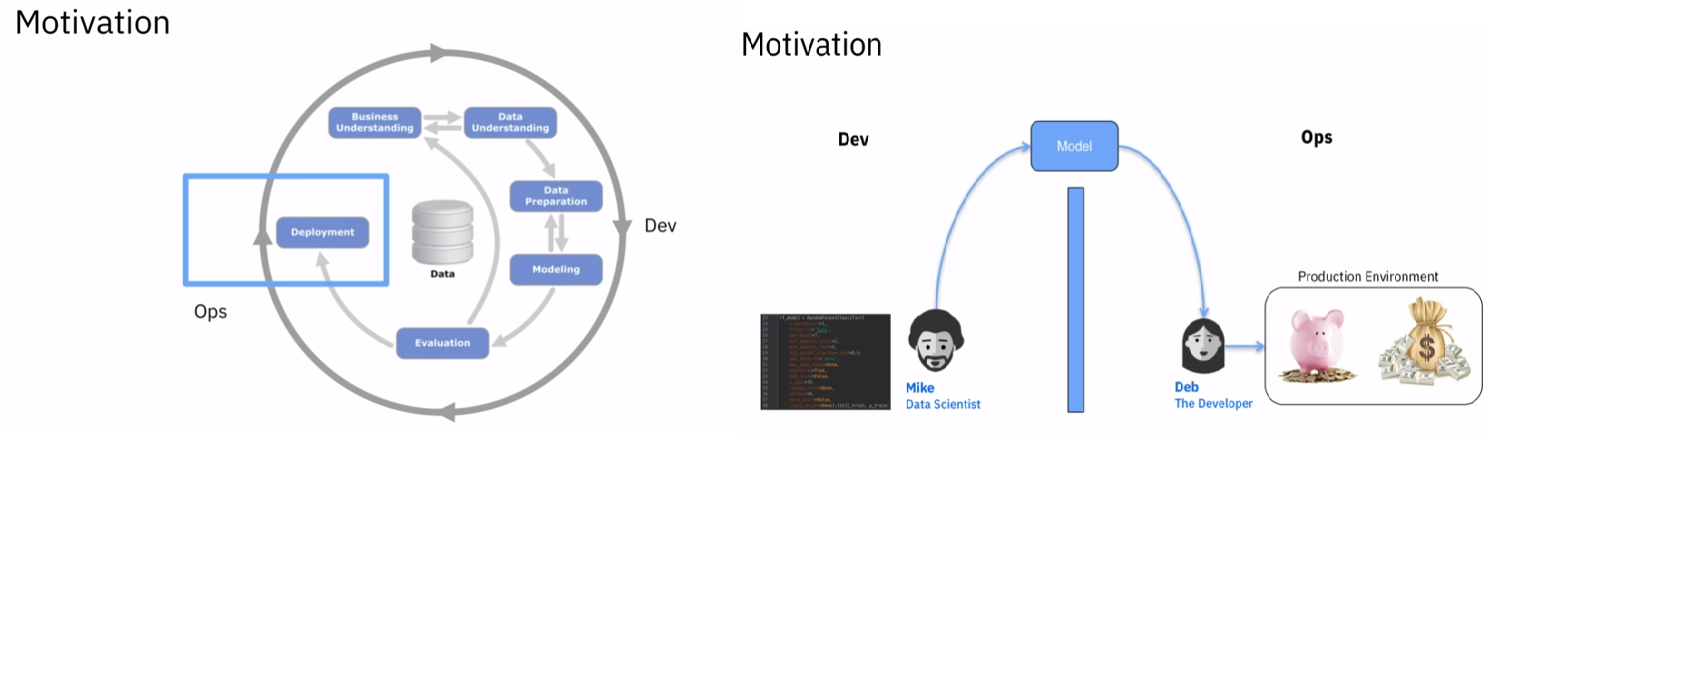 Motivation
Business
Understanding
Data
Understanding
Data
Preparation
Deployment
Dev
Data
Modeling
Ops
Evaluation
Motivation
Dev
Model
Ops
Production Environment
Mike
Data Scientist
Deb
The Developer
$